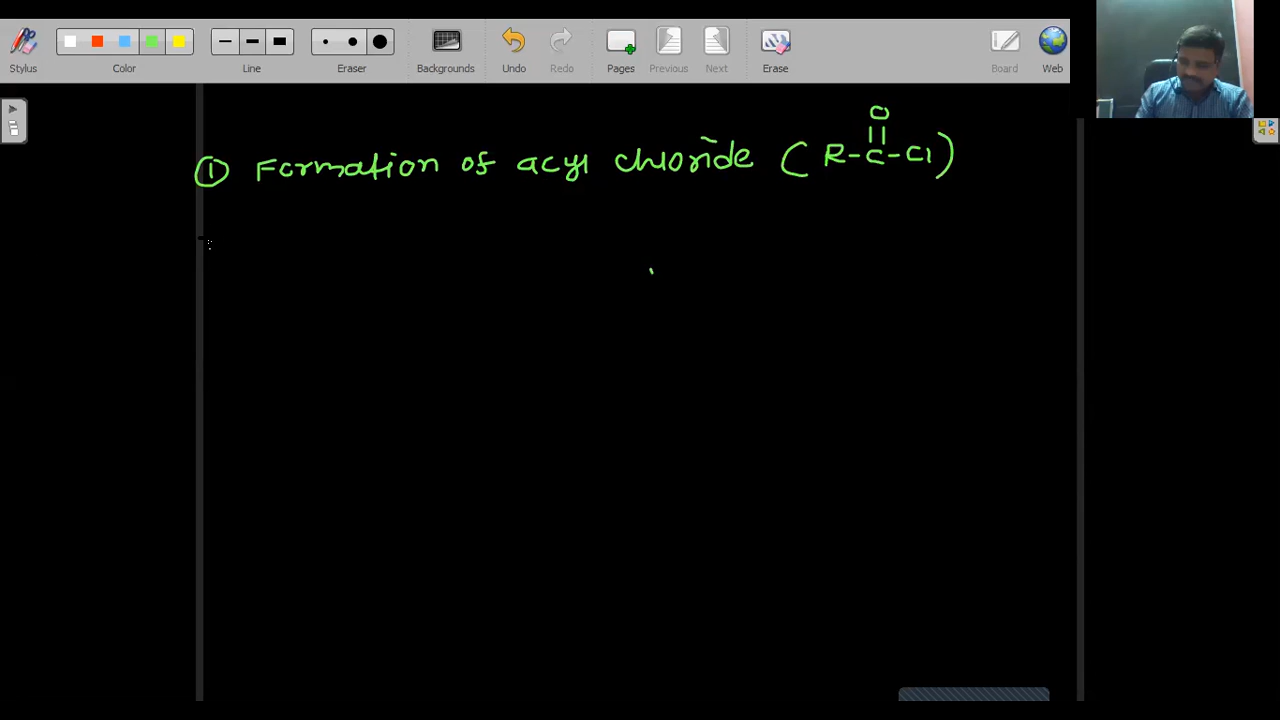 Stylus Color Line Eraser Backgrounds Undo Redo Pages Previous Next Erase Board Web
O
① Formation of acyl chloride ( R-C-Cl )